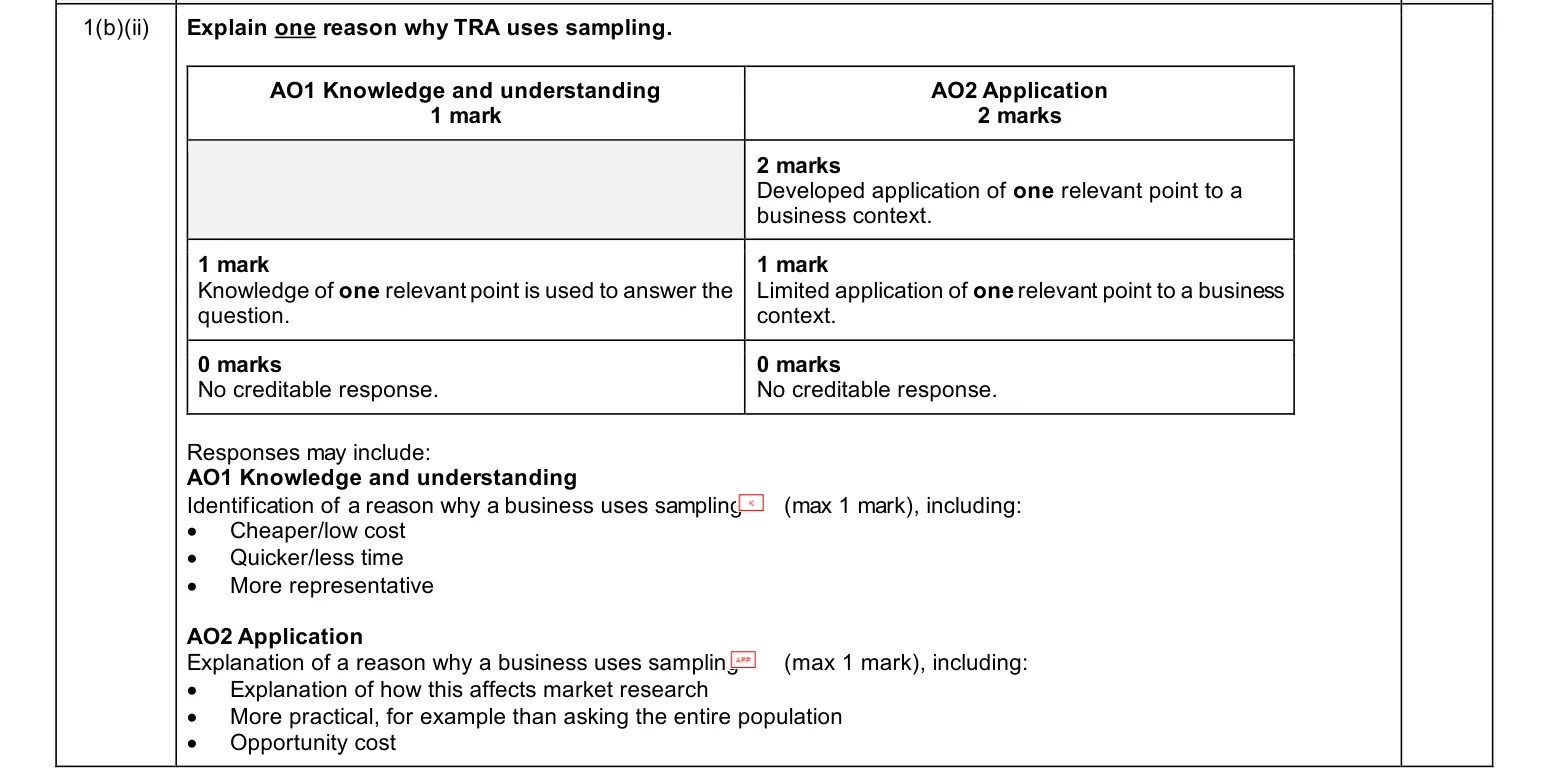 1(b)(ii)
Explain one reason why TRA uses sampling.
AO1 Knowledge and understanding
1 mark
AO2 Application
2 marks
2 marks
Developed application of one relevant point to a
business context.
1 mark
Knowledge of one relevant point is used to answer the
question.
1 mark
Limited application of one relevant point to a business
context.
0 marks
No creditable response.
0 marks
No creditable response.
Responses may include:
AO1 Knowledge and understanding
Identification of a reason why a business uses sampling K (max 1 mark), including:
• Cheaper/low cost
• Quicker/less time
• More representative
AO2 Application
Explanation of a reason why a business uses sampling APP (max 1 mark), including:
• Explanation of how this affects market research
• More practical, for example than asking the entire population
• Opportunity cost